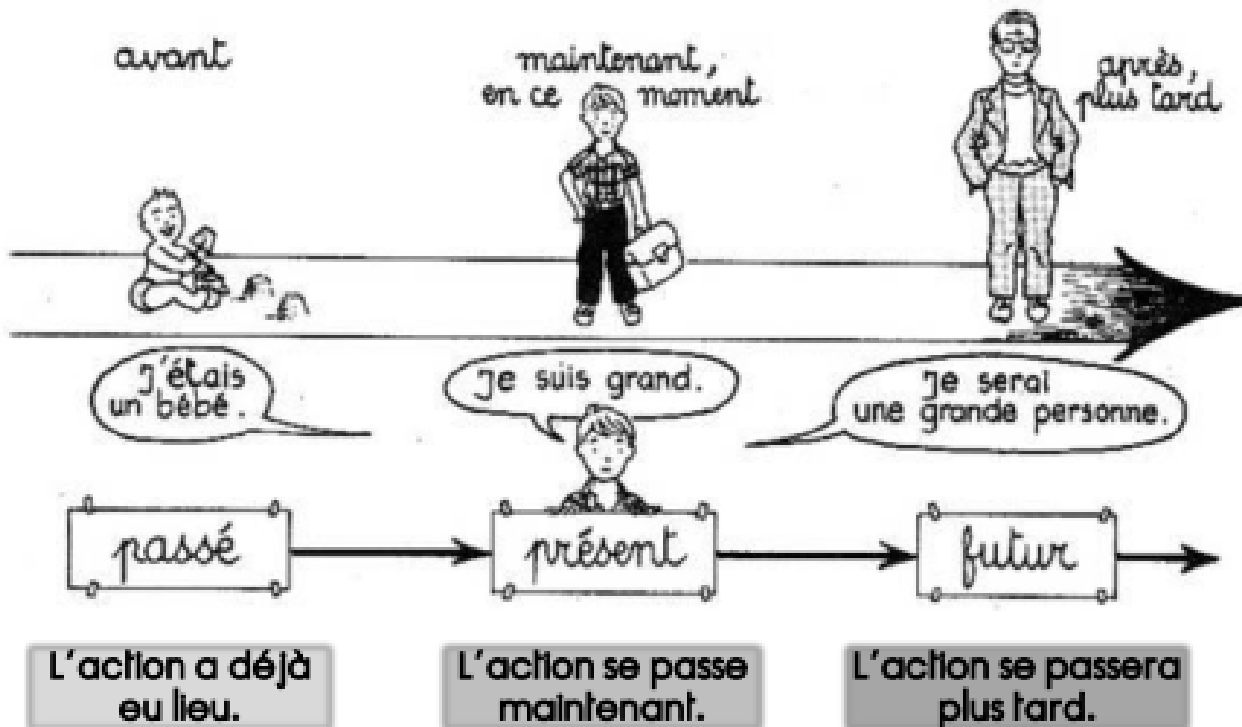 avant
maintenant,
en ce moment
après,
plus tard
J'étais
un bébé.
Je suis grand.
Je serai
une grande personne.
passé
présent
futur
L'action a déjà
eu lieu.
L'action se passe
maintenant.
L'action se passera
plus tard.